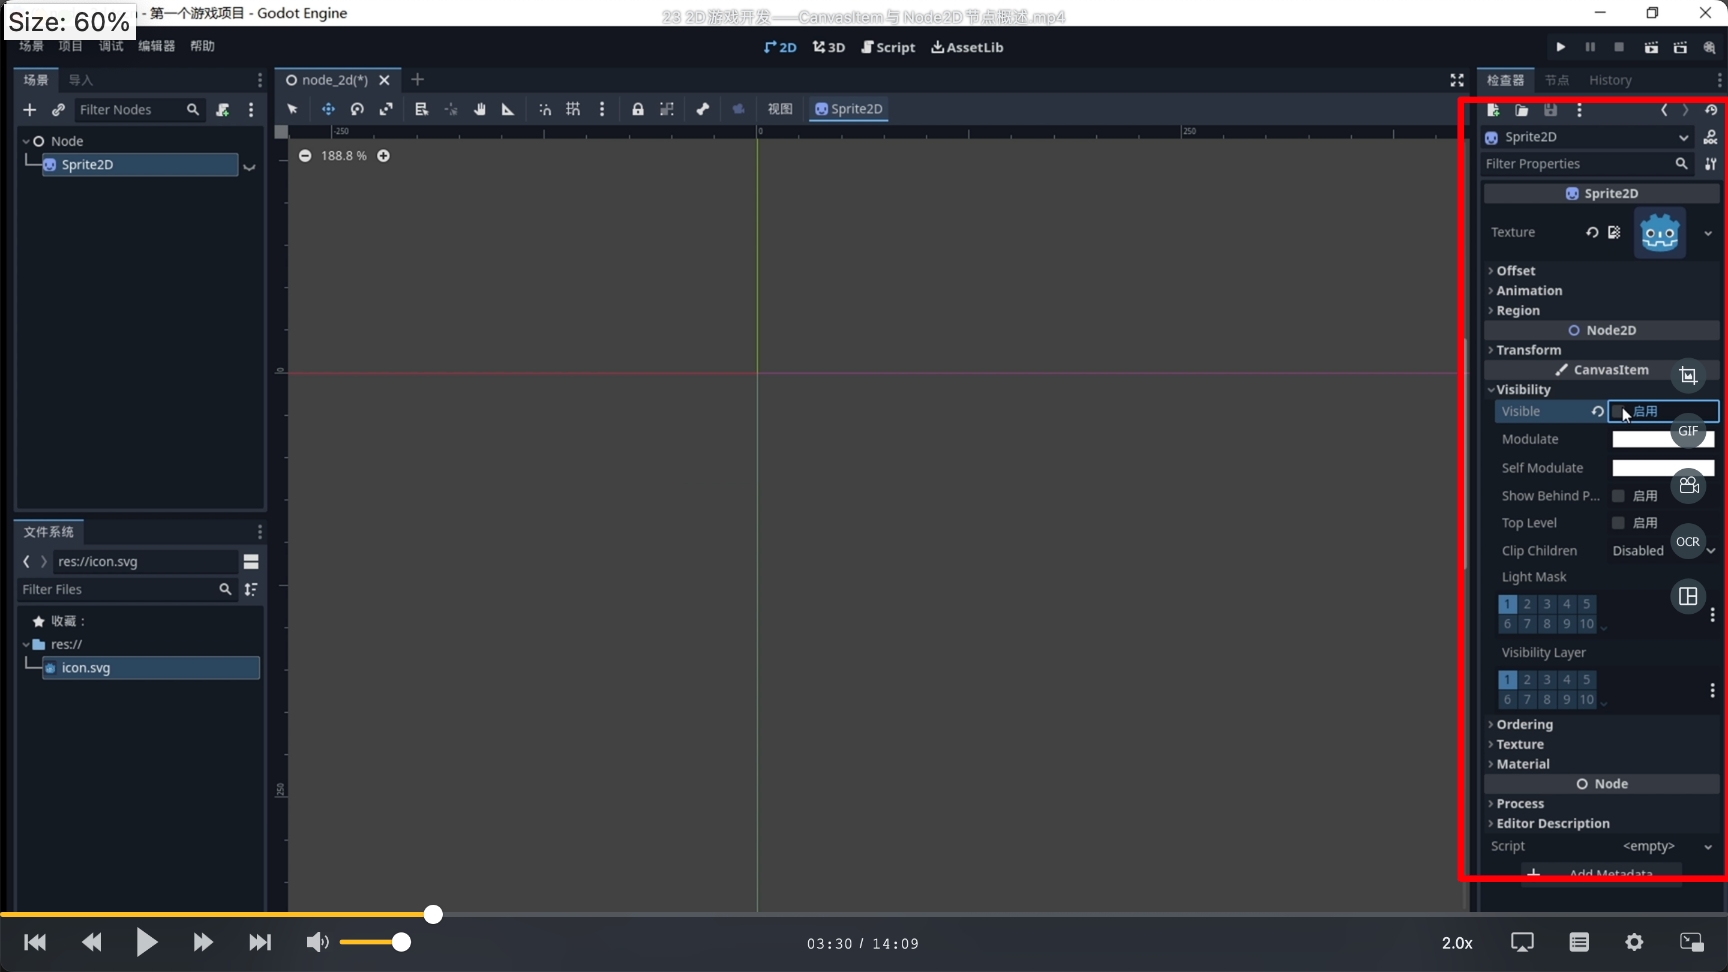 Size: 60%
- 第一个游戏项目 - Godot Engine
23 2D游戏开发——CanvasItem与Node2D节点概述.mp4
场景 项目 调试 编辑器 帮助
2D 3D Script AssetLib
场景 导入
node_2d(*)
检查器 节点 History
Filter Nodes
视图 Sprite2D
-250 0 250
Node
Sprite2D
188.8 %
0
250
Sprite2D
Filter Properties
Sprite2D
Texture
Offset
Animation
Region
Node2D
Transform
CanvasItem
Visibility
Visible 启用
Modulate
GIF
Self Modulate
Show Behind P... 启用
Top Level 启用
Clip Children Disabled
OCR
Light Mask
1 2 3 4 5
6 7 8 9 10
Visibility Layer
1 2 3 4 5
6 7 8 9 10
Ordering
Texture
Material
Node
Process
Editor Description
Script <empty>
Add Metadata
文件系统
res://icon.svg
Filter Files
收藏：
res://
icon.svg
03:30 / 14:09
2.0x